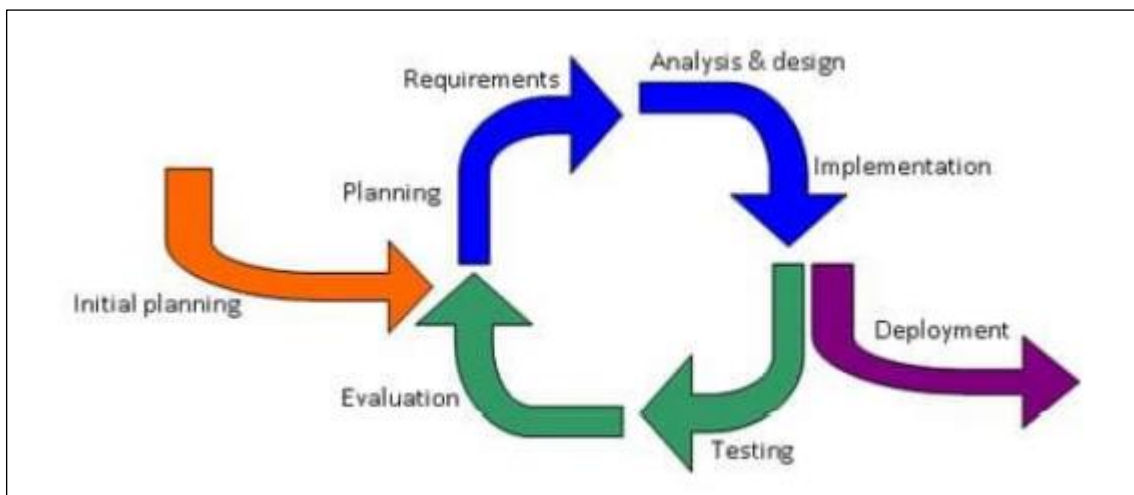 Requirements
Analysis & design
Planning
Implementation
Initial planning
Deployment
Evaluation
Testing